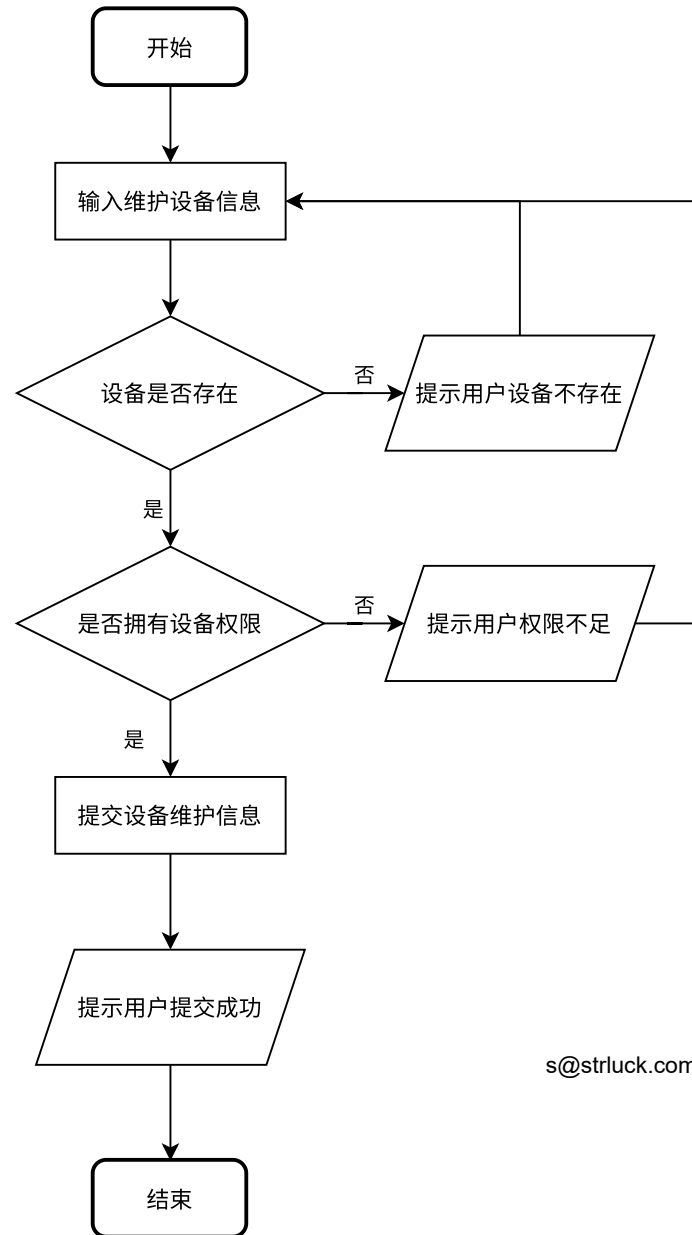 开始
输入维护设备信息
设备是否存在
否
提示用户设备不存在
是
是否拥有设备权限
否
提示用户权限不足
是
提交设备维护信息
提示用户提交成功
s@strluck.com
结束